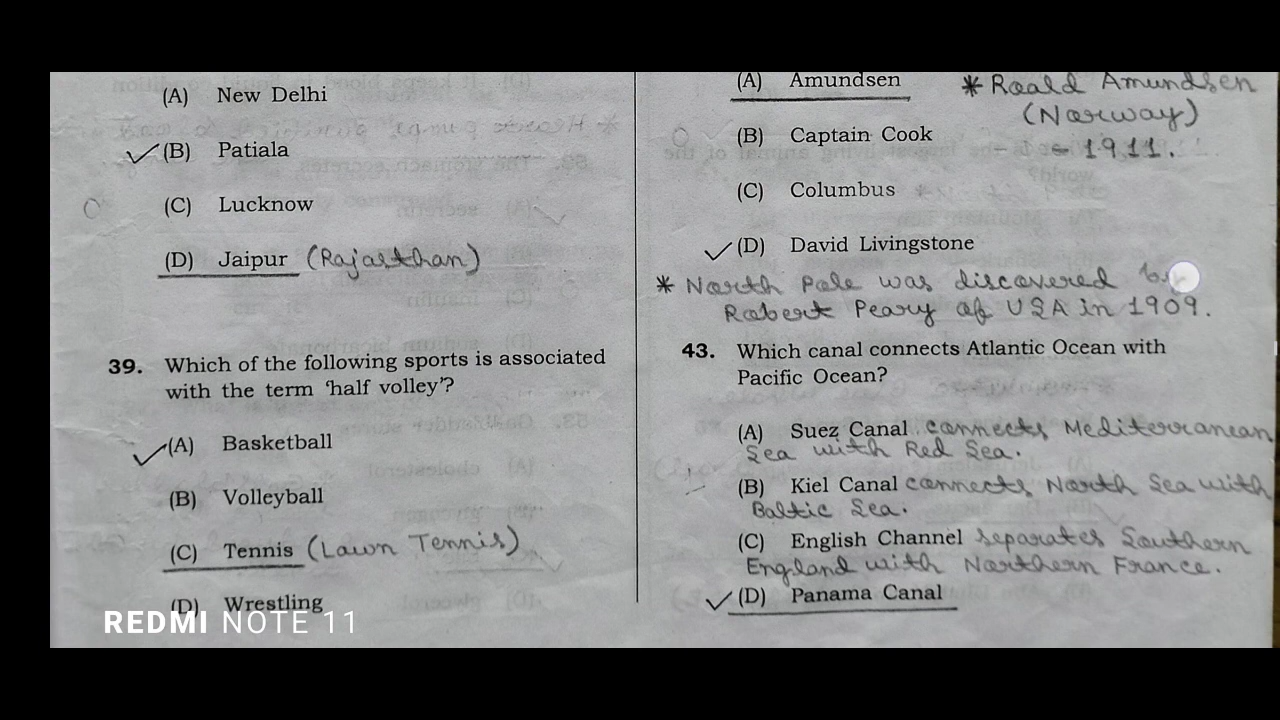 (A) New Delhi
(B) Patiala
(C) Lucknow
(D) Jaipur (Rajasthan)
39. Which of the following sports is associated
with the term 'half volley'?
(A) Basketball
(B) Volleyball
(C) Tennis (Lawn Tennis)
(D) Wrestling
(A) Amundsen * Roald Amundsen
(Norway)
(B) Captain Cook
- 1911.
(C) Columbus
(D) David Livingstone
* North Pole was discovered
Robert Peary of USA in 1909.
43. Which canal connects Atlantic Ocean with
Pacific Ocean?
(A) Suez Canal connects Mediterranean
Sea with Red Sea.
(B) Kiel Canal connects North Sea with
Baltic Sea.
(C) English Channel separates Southern
England with Northern France.
(D) Panama Canal
REDMI NOTE 11